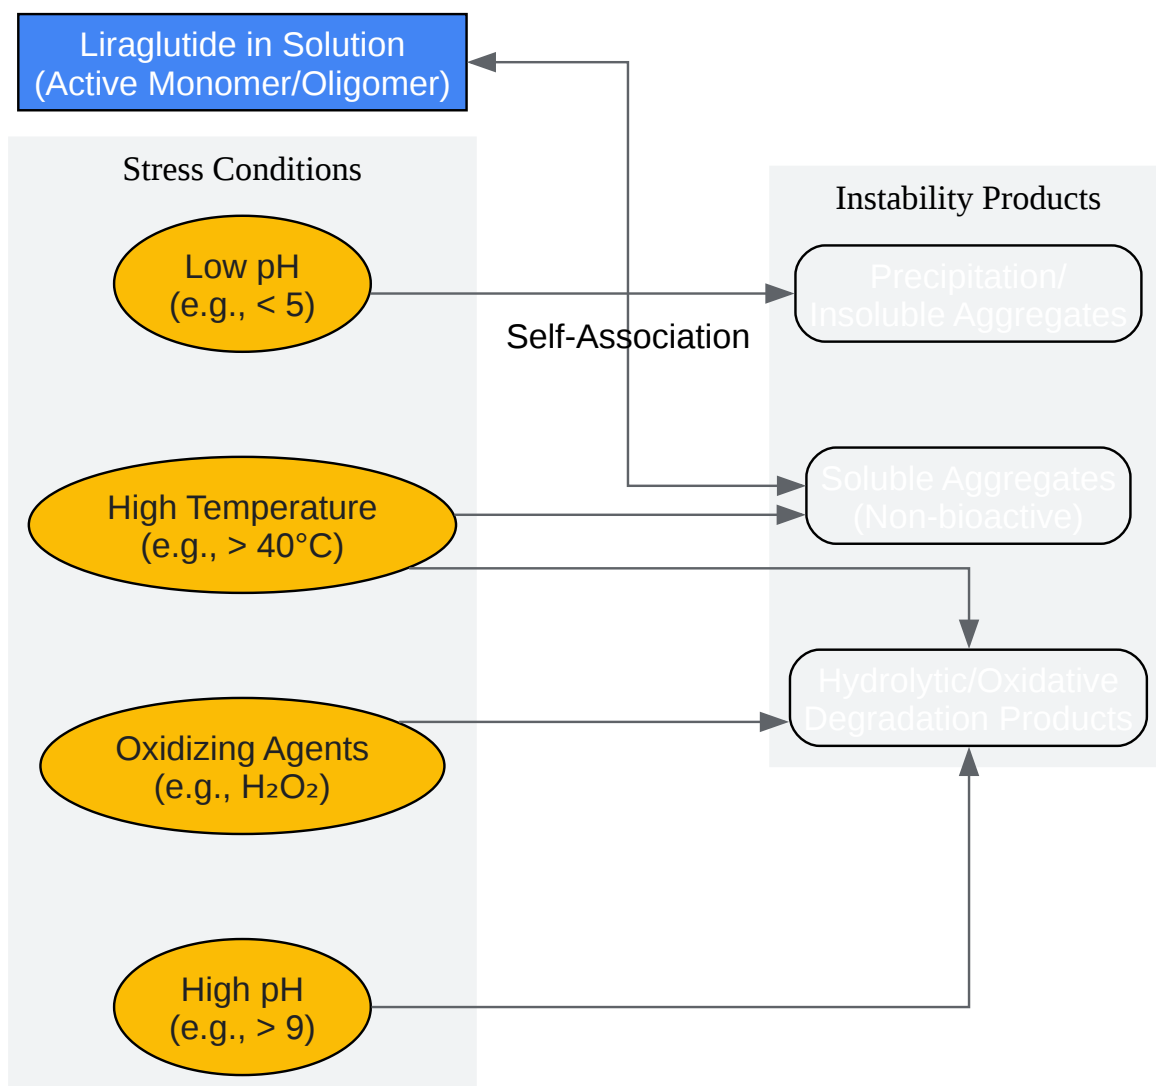 Liraglutide in Solution
(Active Monomer/Oligomer)
Stress Conditions
Low pH
(e.g., < 5)
High Temperature
(e.g., > 40°C)
Oxidizing Agents
(e.g., H₂O₂)
High pH
(e.g., > 9)
Self-Association
Instability Products
Precipitation/
Insoluble Aggregates
Soluble Aggregates
(Non-bioactive)
Hydrolytic/Oxidative
Degradation Products